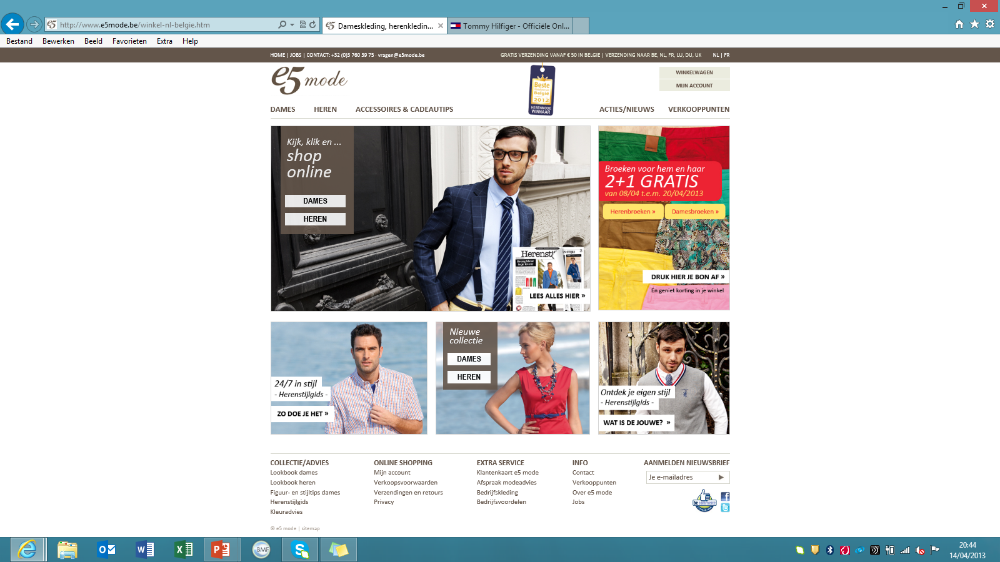 http://www.e5mode.be/winkel-nl-belgie.htm
Dameskleding, herenkledin...
Tommy Hilfiger - Officiële Onl...
Bestand Bewerken Beeld Favorieten Extra Help
HOME | JOBS | CONTACT: +32 (0)3 760 39 75 · vragen@e5mode.be
GRATIS VERZENDING VANAF € 50 IN BELGIE | VERZENDING NAAR BE, NL, FR, LU, DU, UK NL | FR
e5 mode
Beste
België
2012
HERENMODE
WINNAAR
WINKELWAGEN
MIJN ACCOUNT
DAMES HEREN ACCESSOIRES & CADEAUTIPS ACTIES/NIEUWS VERKOOPPUNTEN
Kijk, klik en ...
shop
online
DAMES
HEREN
Herenstijl
3
Breng kleur
in je leven!
LEES ALLES HIER »
Broeken voor hem en haar
2+1 GRATIS
van 08/04 t.e.m. 20/04/2013
Herenbroeken » Damesbroeken »
DRUK HIER JE BON AF »
En geniet korting in je winkel
24/7 in stijl
- Herenstijlgids -
ZO DOE JE HET »
Nieuwe
collectie
DAMES
HEREN
Ontdek je eigen stijl
- Herenstijlgids -
WAT IS DE JOUWE? »
COLLECTIE/ADVIES
Lookbook dames
Lookbook heren
Figuur- en stijltips dames
Herenstijlgids
Kleuradvies
ONLINE SHOPPING
Mijn account
Verkoopsvoorwaarden
Verzendingen en retours
Privacy
EXTRA SERVICE
Klantenkaart e5 mode
Afspraak modeadvies
Bedrijfskleding
Bedrijfsvoordelen
INFO
Contact
Verkooppunten
Over e5 mode
Jobs
AANMELDEN NIEUWSBRIEF
Je e-mailadres
be commerce
© e5 mode | sitemap
BMF
20:44
14/04/2013